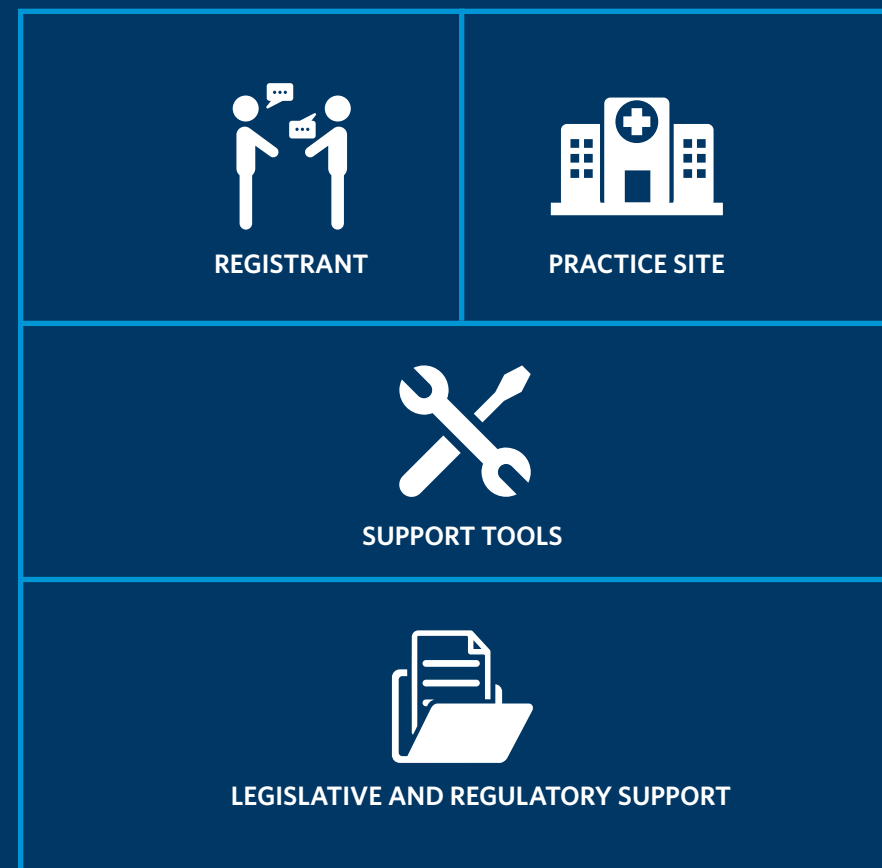 REGISTRANT
PRACTICE SITE
SUPPORT TOOLS
LEGISLATIVE AND REGULATORY SUPPORT